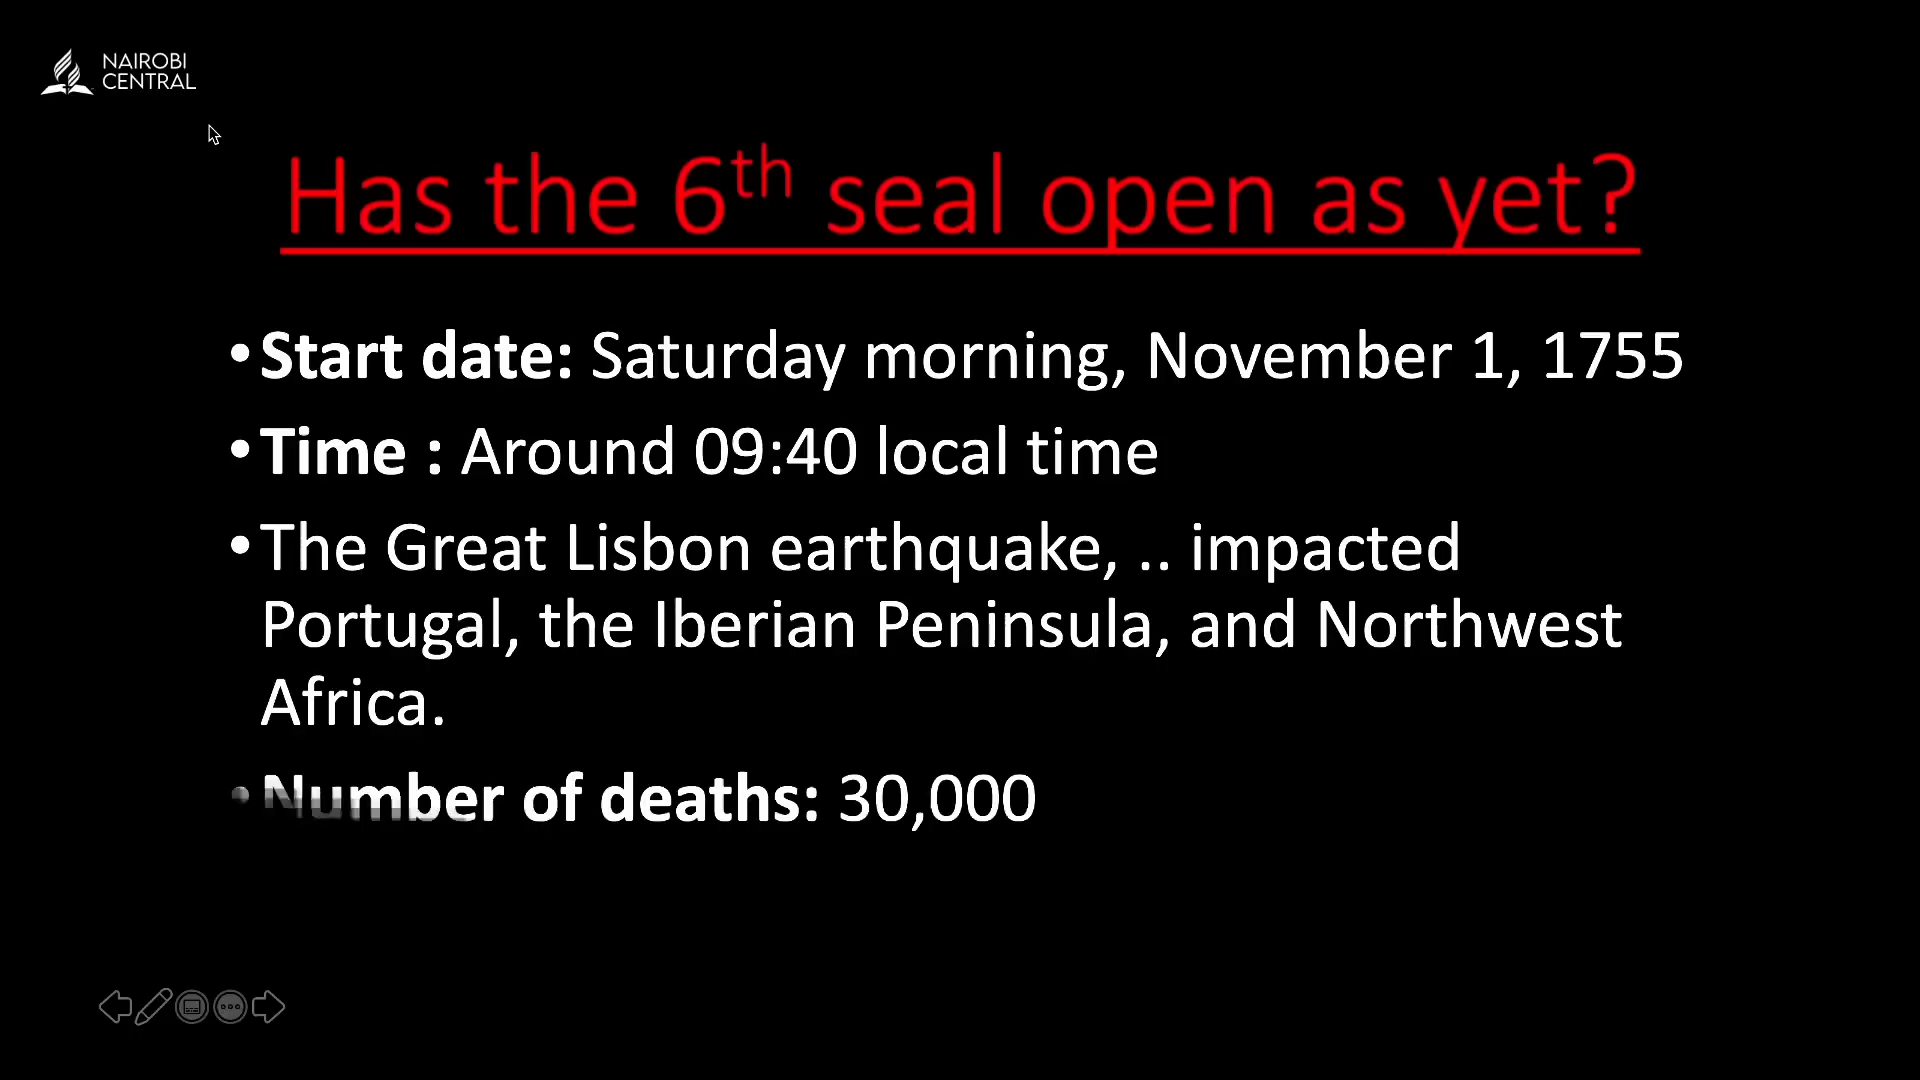 NAIROBI
CENTRAL
Has the 6th seal open as yet?
•Start date: Saturday morning, November 1, 1755
•Time : Around 09:40 local time
•The Great Lisbon earthquake, .. impacted
Portugal, the Iberian Peninsula, and Northwest
Africa.
•Number of deaths: 30,000